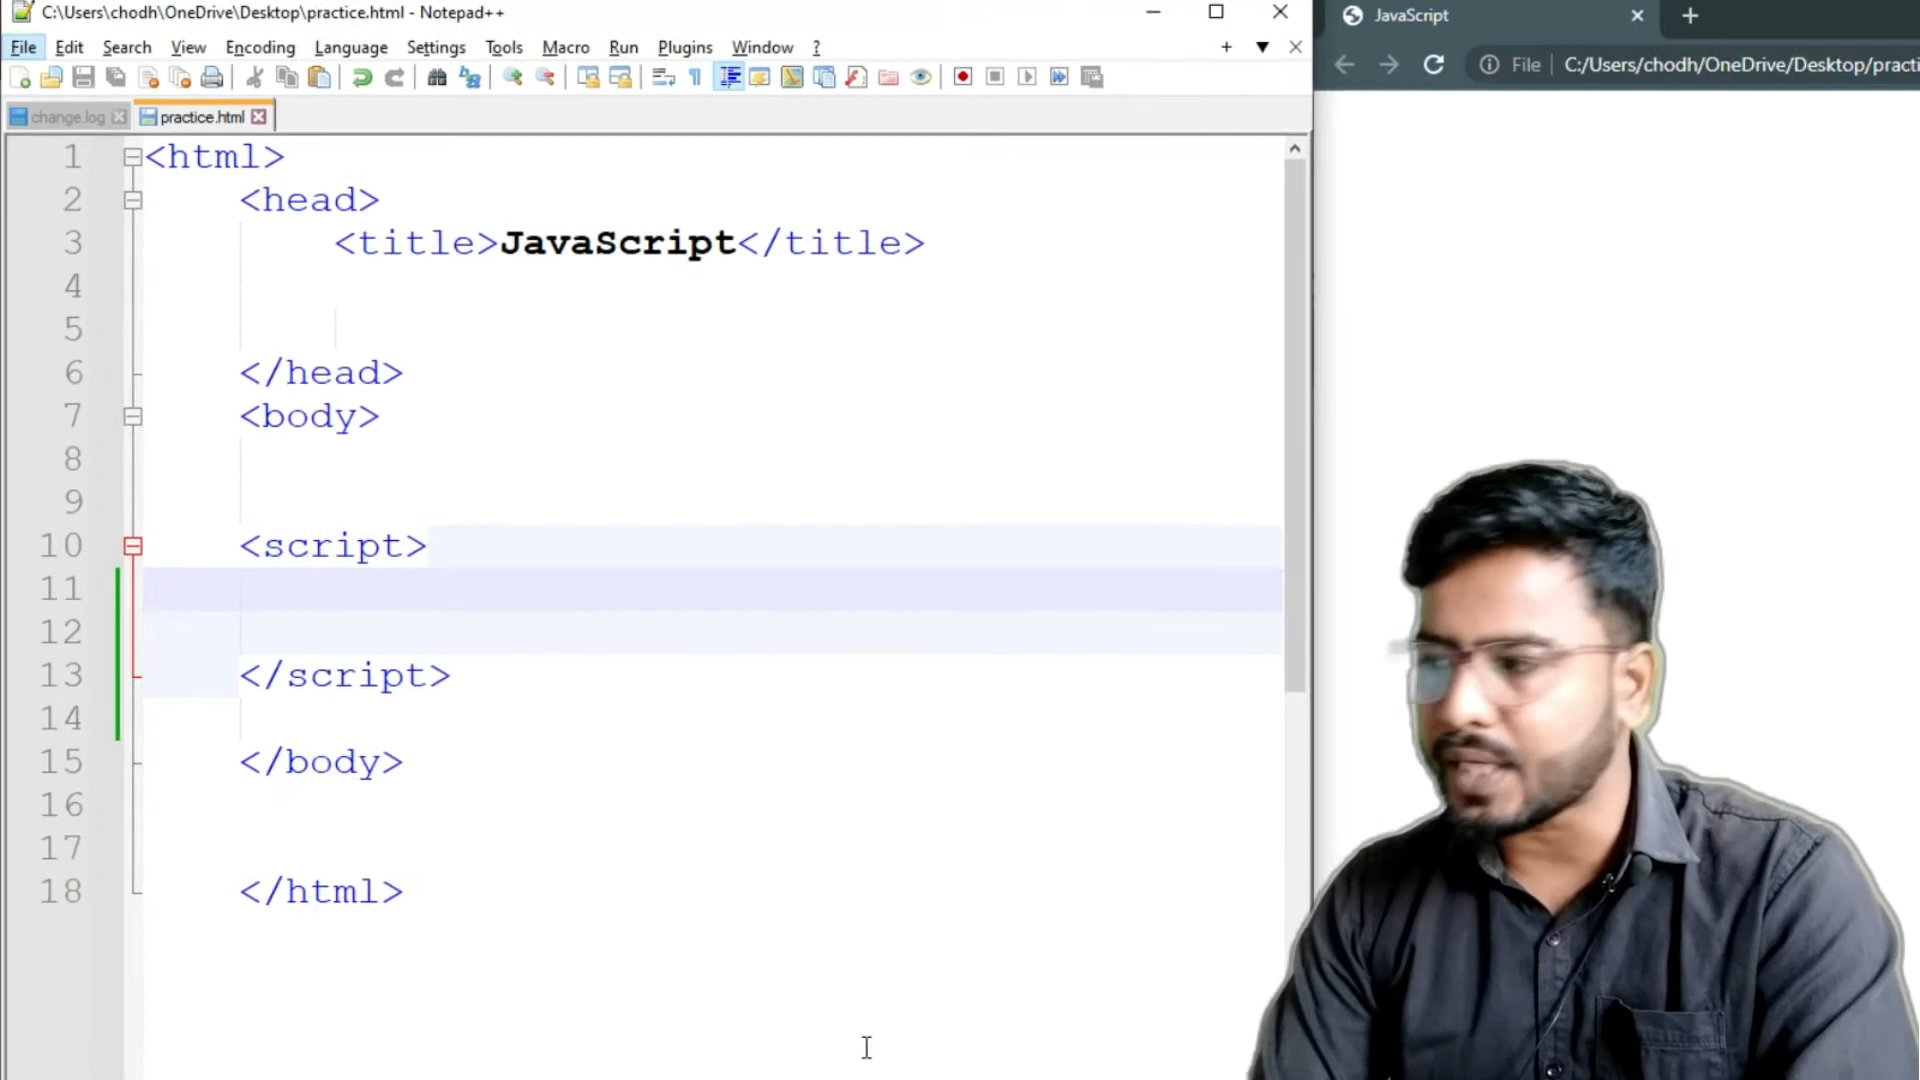 C:\Users\chodh\OneDrive\Desktop\practice.html - Notepad++
File Edit Search View Encoding Language Settings Tools Macro Run Plugins Window ?
change.log practice.html
1 <html>
2 <head>
3 <title>JavaScript</title>
4
5
6 </head>
7 <body>
8
9
10 <script>
11
12
13 </script>
14
15 </body>
16
17
18 </html>
JavaScript
File C:/Users/chodh/OneDrive/Desktop/practi